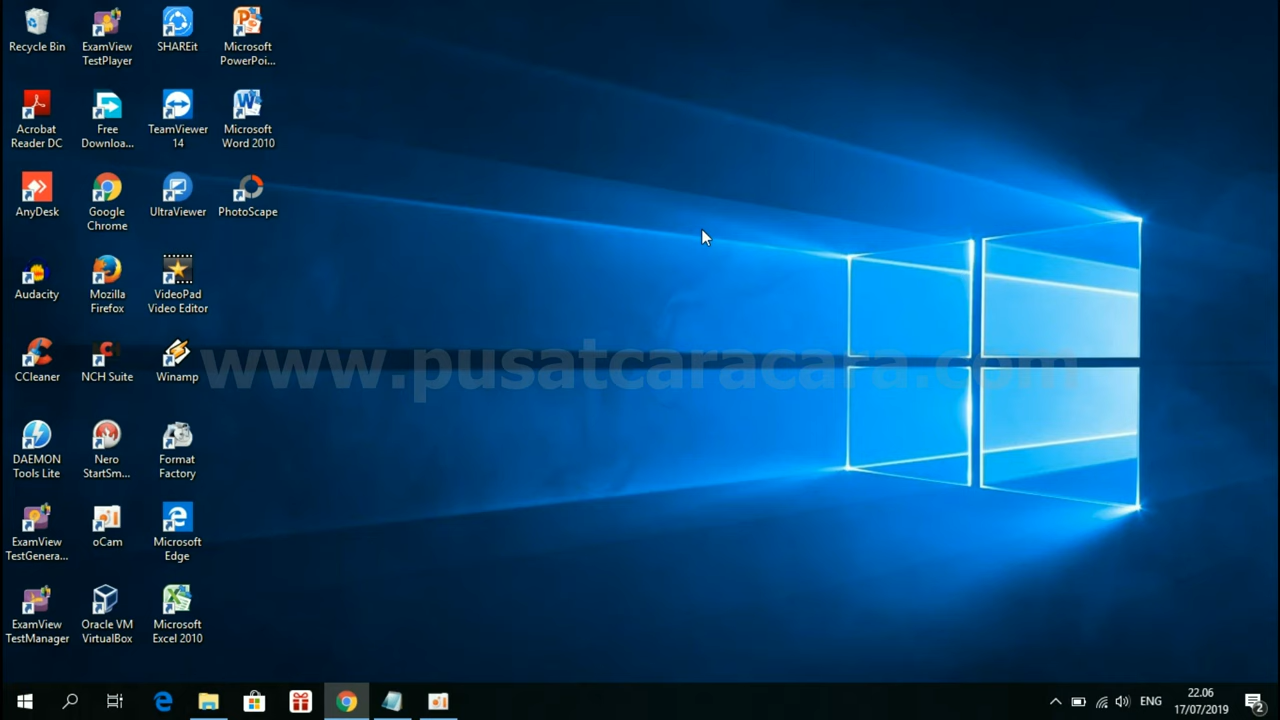 Recycle Bin
ExamView
TestPlayer
SHAREit
Microsoft
PowerPoi...
Acrobat
Reader DC
Free
Downloa...
TeamViewer
14
Microsoft
Word 2010
AnyDesk
Google
Chrome
UltraViewer
PhotoScape
Audacity
Mozilla
Firefox
VideoPad
Video Editor
CCleaner
NCH Suite
Winamp
www.pusatcaracara.com
DAEMON
Tools Lite
Nero
StartSm...
Format
Factory
ExamView
TestGenera...
oCam
Microsoft
Edge
ExamView
TestManager
Oracle VM
VirtualBox
Microsoft
Excel 2010
ENG
22.06
17/07/2019
2